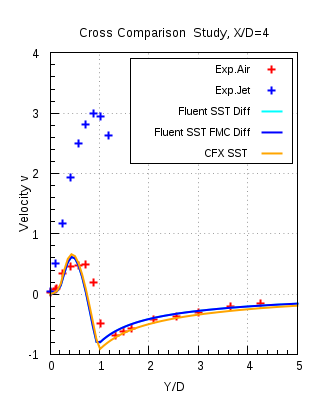 Cross Comparison Study, X/D=4
Exp.Air
Exp.Jet
Fluent SST Diff
Fluent SST FMC Diff
CFX SST
4
3
2
1
0
-1
Velocity v
0 1 2 3 4 5
Y/D